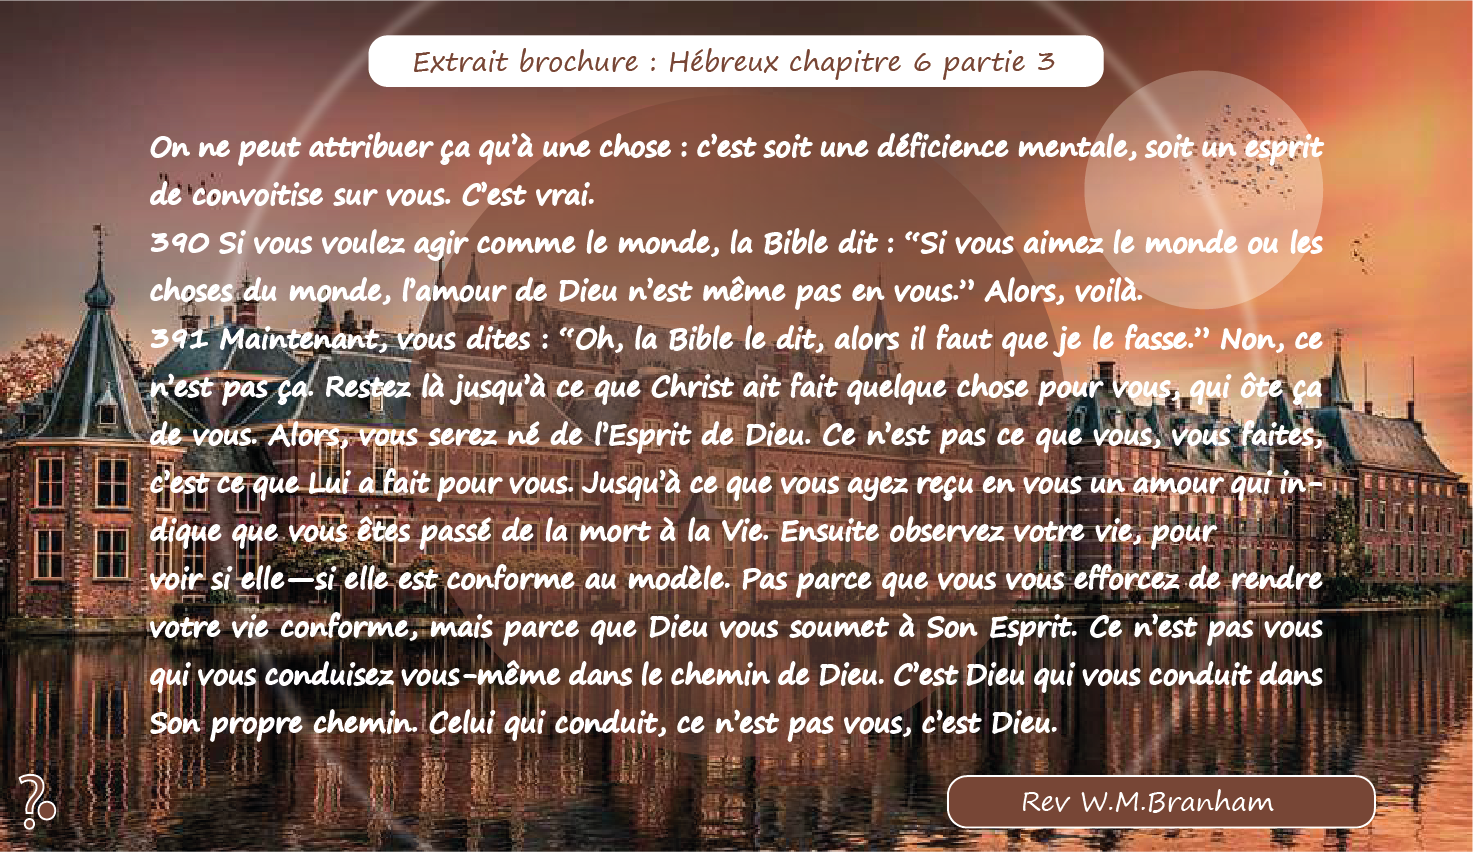 Extrait brochure : Hébreux chapitre 6 partie 3
On ne peut attribuer ça qu’à une chose : c’est soit une déficience mentale, soit un esprit
de convoitise sur vous. C’est vrai.
390 Si vous voulez agir comme le monde, la Bible dit : “Si vous aimez le monde ou les
choses du monde, l’amour de Dieu n’est même pas en vous.” Alors, voilà.
391 Maintenant, vous dites : “Oh, la Bible le dit, alors il faut que je le fasse.” Non, ce
n’est pas ça. Restez là jusqu’à ce que Christ ait fait quelque chose pour vous, qui ôte ça
de vous. Alors, vous serez né de l’Esprit de Dieu. Ce n’est pas ce que vous, vous faites,
c’est ce que Lui a fait pour vous. Jusqu’à ce que vous ayez reçu en vous un amour qui in-
dique que vous êtes passé de la mort à la Vie. Ensuite observez votre vie, pour
voir si elle—si elle est conforme au modèle. Pas parce que vous vous efforcez de rendre
votre vie conforme, mais parce que Dieu vous soumet à Son Esprit. Ce n’est pas vous
qui vous conduisez vous-même dans le chemin de Dieu. C’est Dieu qui vous conduit dans
Son propre chemin. Celui qui conduit, ce n’est pas vous, c’est Dieu.
?
Rev W.M.Branham